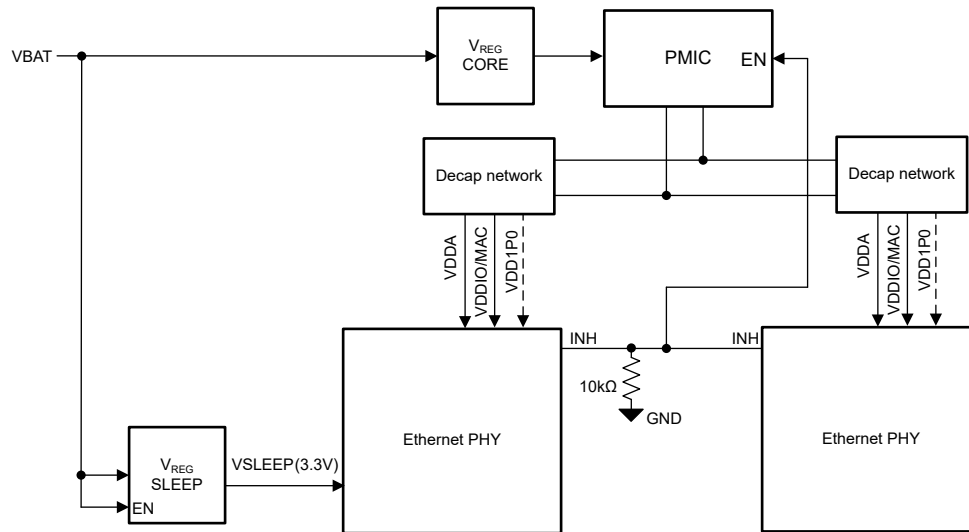 VBAT
VREG
CORE
PMIC
EN
Decap network
Decap network
VDDA
VDDIO/MAC
VDD1P0
VDDA
VDDIO/MAC
VDD1P0
INH
INH
10kΩ
GND
Ethernet PHY
Ethernet PHY
VREG
SLEEP
EN
VSLEEP(3.3V)